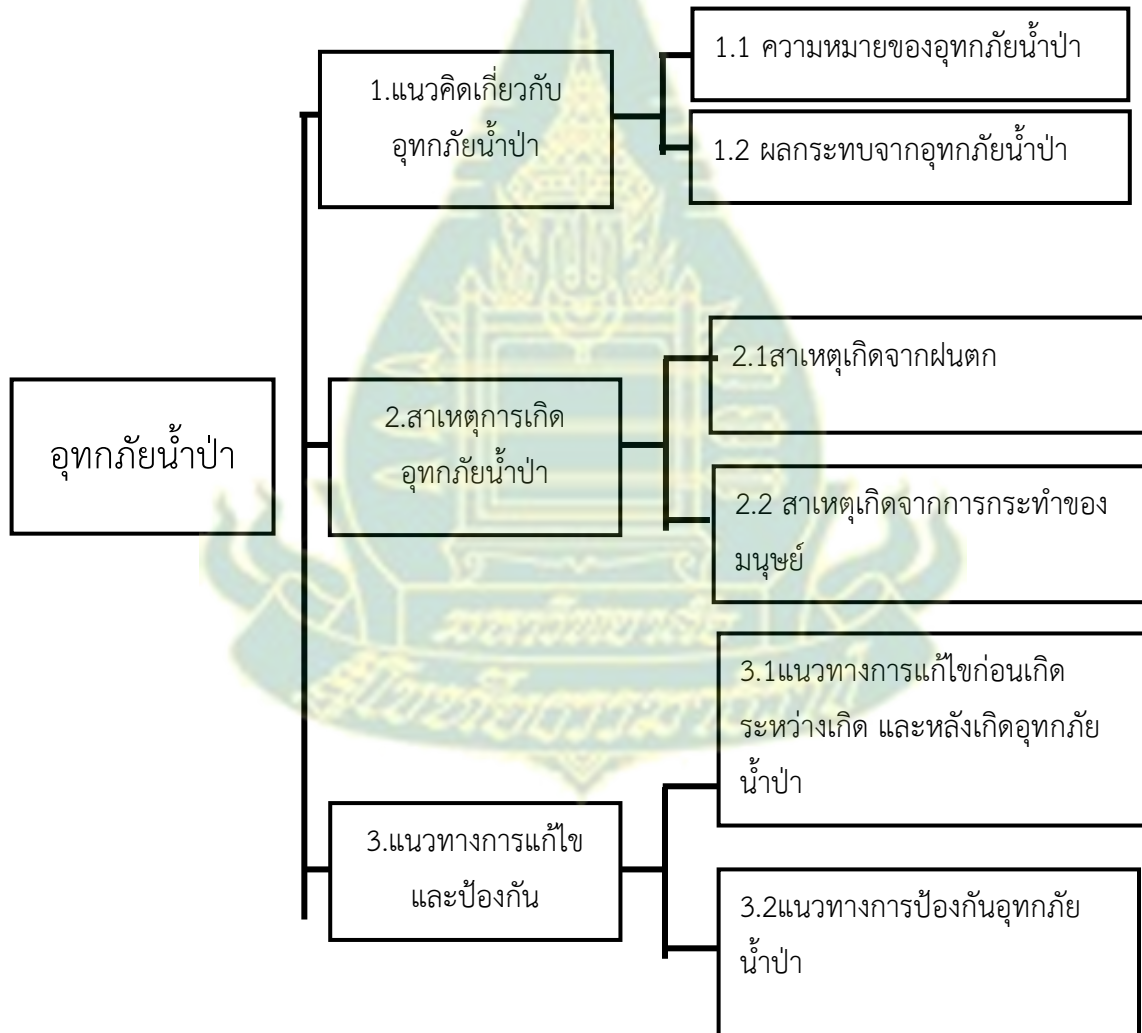 อุทกภัยน้ำป่า
1.แนวคิดเกี่ยวกับ
อุทกภัยน้ำป่า
1.1 ความหมายของอุทกภัยน้ำป่า
1.2 ผลกระทบจากอุทกภัยน้ำป่า
2.สาเหตุการเกิด
อุทกภัยน้ำป่า
2.1สาเหตุเกิดจากฝนตก
2.2 สาเหตุเกิดจากการกระทำของ
มนุษย์
3.แนวทางการแก้ไข
และป้องกัน
3.1แนวทางการแก้ไขก่อนเกิด
ระหว่างเกิด และหลังเกิดอุทกภัย
น้ำป่า
3.2แนวทางการป้องกันอุทกภัย
น้ำป่า